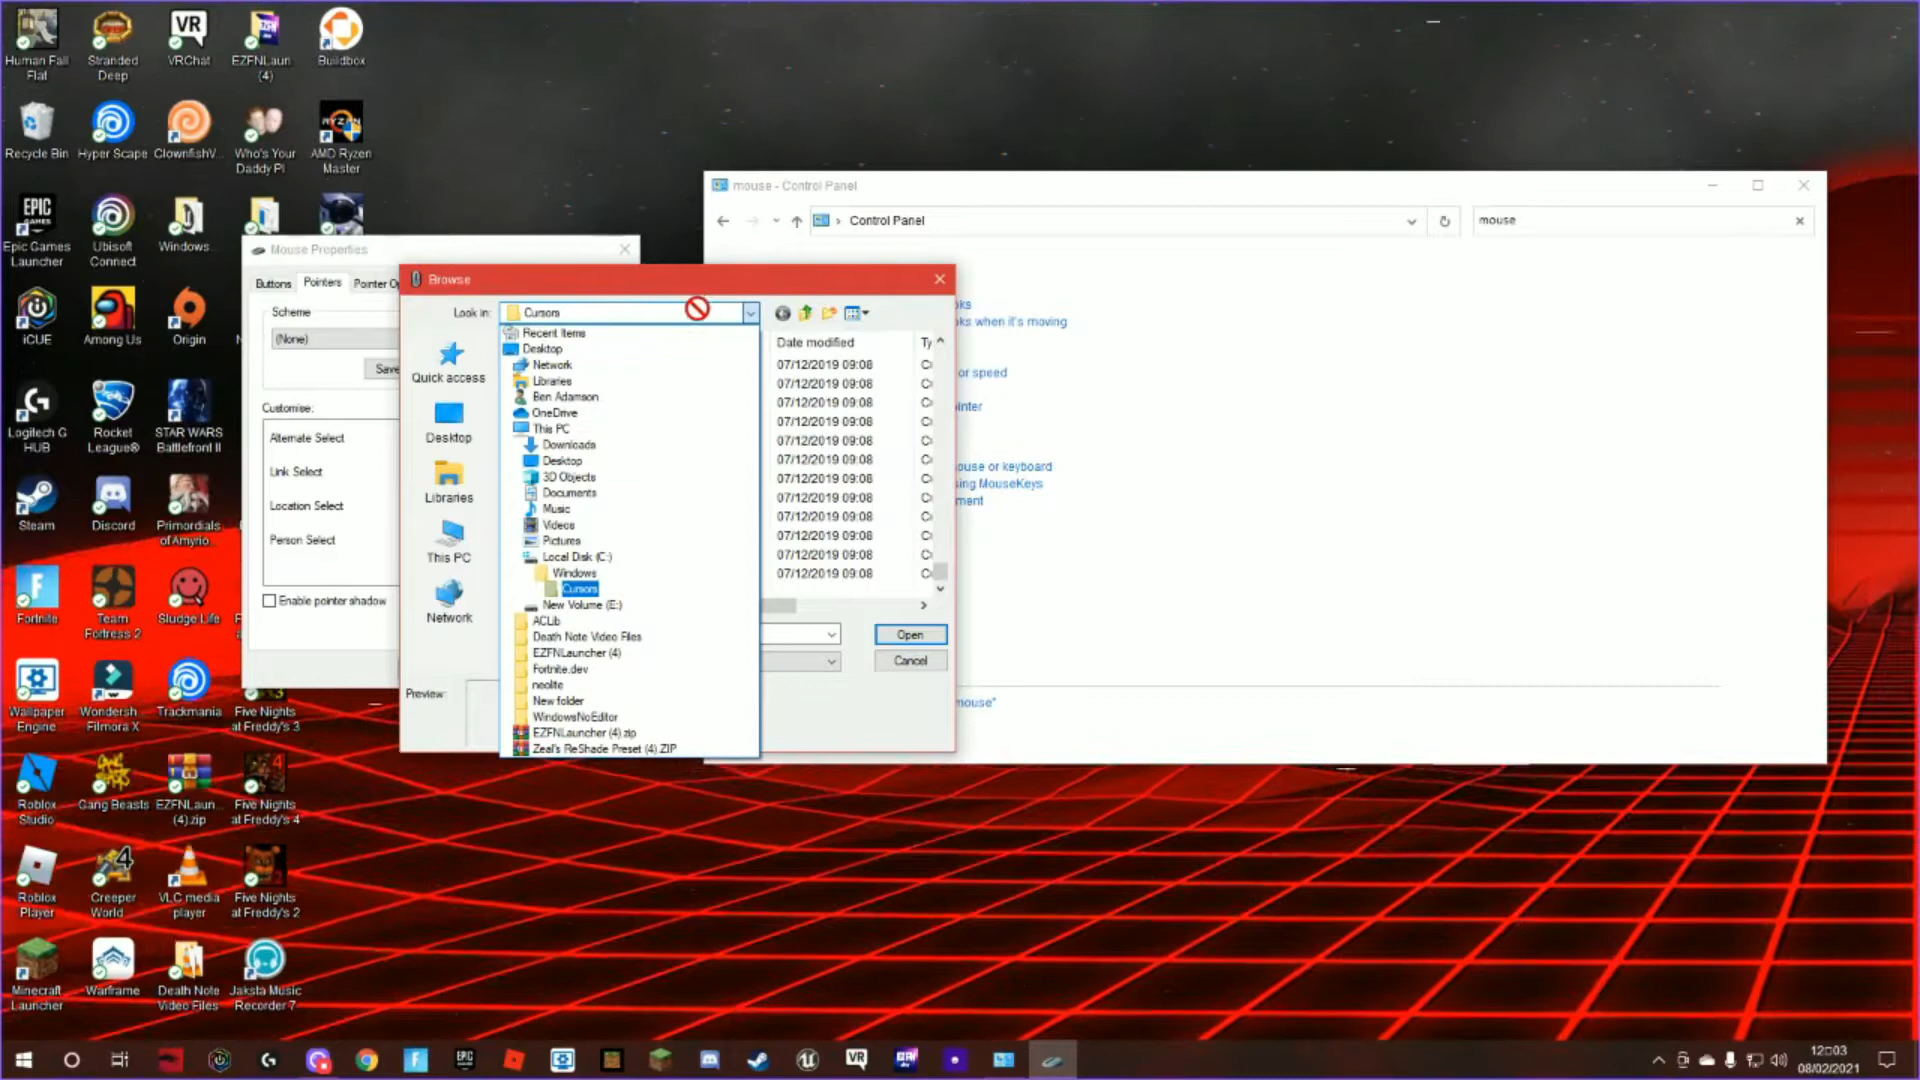 Human Fall
Flat
Stranded
Deep
VR
VRChat
EZFNLaun
(4)
Buildbox
Recycle Bin
Hyper Scape
ClownfishV...
Who's Your
Daddy P!
RYZEN
AMD Ryzen
Master
EPIC
GAMES
Epic Games
Launcher
Ubisoft
Connect
Windows...
iCUE
Among Us
Origin
Logitech G
HUB
Rocket
League®
STAR WARS
Battlefront II
Steam
Discord
Primordials
of Amyrio...
Fortnite
Team
Fortress 2
Sludge Life
Wallpaper
Engine
Wondersh...
Filmora X
Trackmania
Five Nights
at Freddy's 3
Roblox
Studio
Gang Beasts
EZFNLaun...
(4).zip
Five Nights
at Freddy's 4
Roblox
Player
Creeper
World
VLC media
player
Five Nights
at Freddy's 2
Minecraft
Launcher
Warframe
Death Note
Video Files
Jaksta Music
Recorder 7
Mouse Properties
Buttons
Pointers
Pointer Op
Scheme
(None)
Save
Customise:
Alternate Select
Link Select
Location Select
Person Select
Enable pointer shadow
Browse
Look in:
Cursors
Quick access
Desktop
Libraries
This PC
Network
Preview:
Recent Items
Desktop
Network
Libraries
Ben Adamson
OneDrive
This PC
Downloads
Desktop
3D Objects
Documents
Music
Videos
Pictures
Local Disk (C:)
Windows
Cursors
New Volume (E:)
ACLib
Death Note Video Files
EZFNLauncher (4)
Fortnite.dev
neolite
New folder
WindowsNoEditor
EZFNLauncher (4).zip
Zeal's ReShade Preset (4).ZIP
Date modified
Ty
07/12/2019 09:08
07/12/2019 09:08
07/12/2019 09:08
07/12/2019 09:08
07/12/2019 09:08
07/12/2019 09:08
07/12/2019 09:08
07/12/2019 09:08
07/12/2019 09:08
07/12/2019 09:08
07/12/2019 09:08
07/12/2019 09:08
Open
Cancel
mouse - Control Panel
Control Panel
mouse
oks
oks when it's moving
or speed
ointer
ouse or keyboard
sing MouseKeys
ment
mouse"
EPIC
VR
12:03
08/02/2021